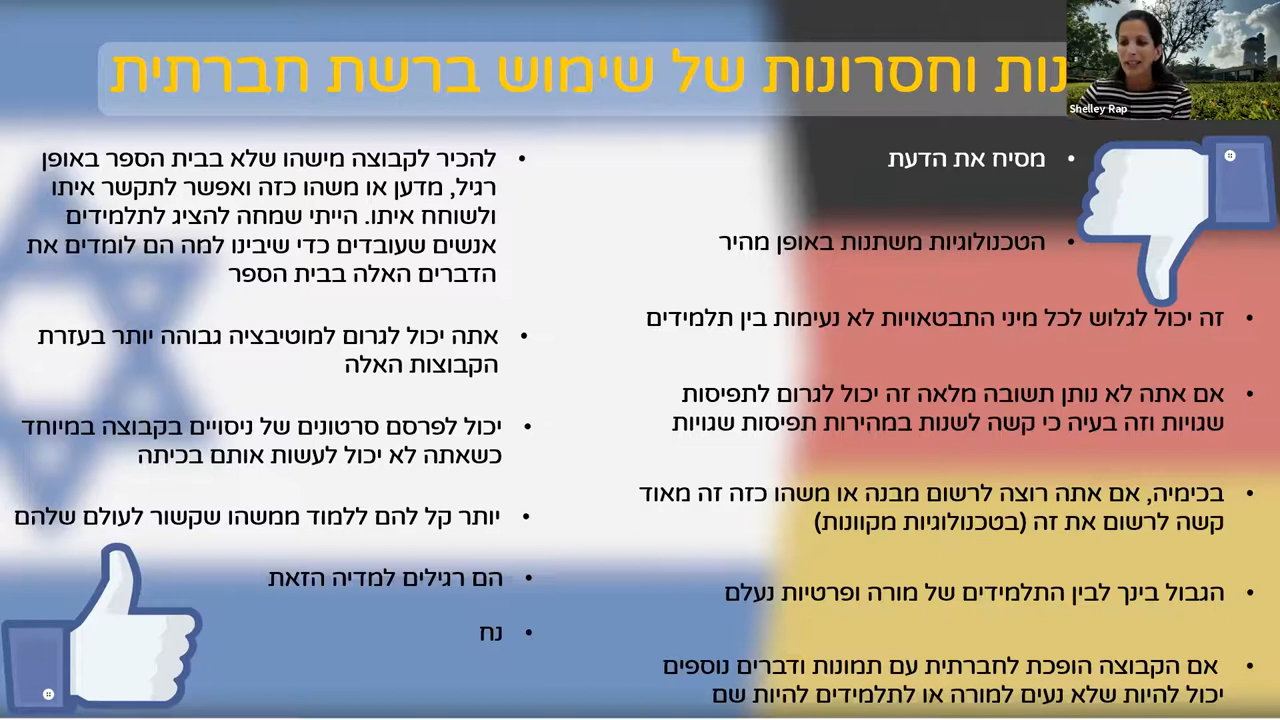 נות וחסרונות של שימוש ברשת חברתית
Shelley Rap
• מסיח את הדעת
• הטכנולוגיות משתנות באופן מהיר
• זה יכול לגלוש לכל מיני התבטאויות לא נעימות בין תלמידים
• אם אתה לא נותן תשובה מלאה זה יכול לגרום לתפיסות
שגויות וזה בעיה כי קשה לשנות במהירות תפיסות שגויות
• בכימיה, אם אתה רוצה לרשום מבנה או משהו כזה זה מאוד
קשה לרשום את זה (בטכנולוגיות מקוונות)
• הגבול בינך לבין התלמידים של מורה ופרטיות נעלם
• אם הקבוצה הופכת לחברתית עם תמונות ודברים נוספים
יכול להיות שלא נעים למורה או לתלמידים להיות שם
• להכיר לקבוצה מישהו שלא בבית הספר באופן
רגיל, מדען או משהו כזה ואפשר לתקשר איתו
ולשוחח איתו. הייתי שמחה להציג לתלמידים
אנשים שעובדים כדי שיבינו למה הם לומדים את
הדברים האלה בבית הספר
• אתה יכול לגרום למוטיבציה גבוהה יותר בעזרת
הקבוצות האלה
• יכול לפרסם סרטונים של ניסויים בקבוצה במיוחד
כשאתה לא יכול לעשות אותם בכיתה
• יותר קל להם ללמוד ממשהו שקשור לעולם שלהם
• הם רגילים למדיה הזאת
• נח